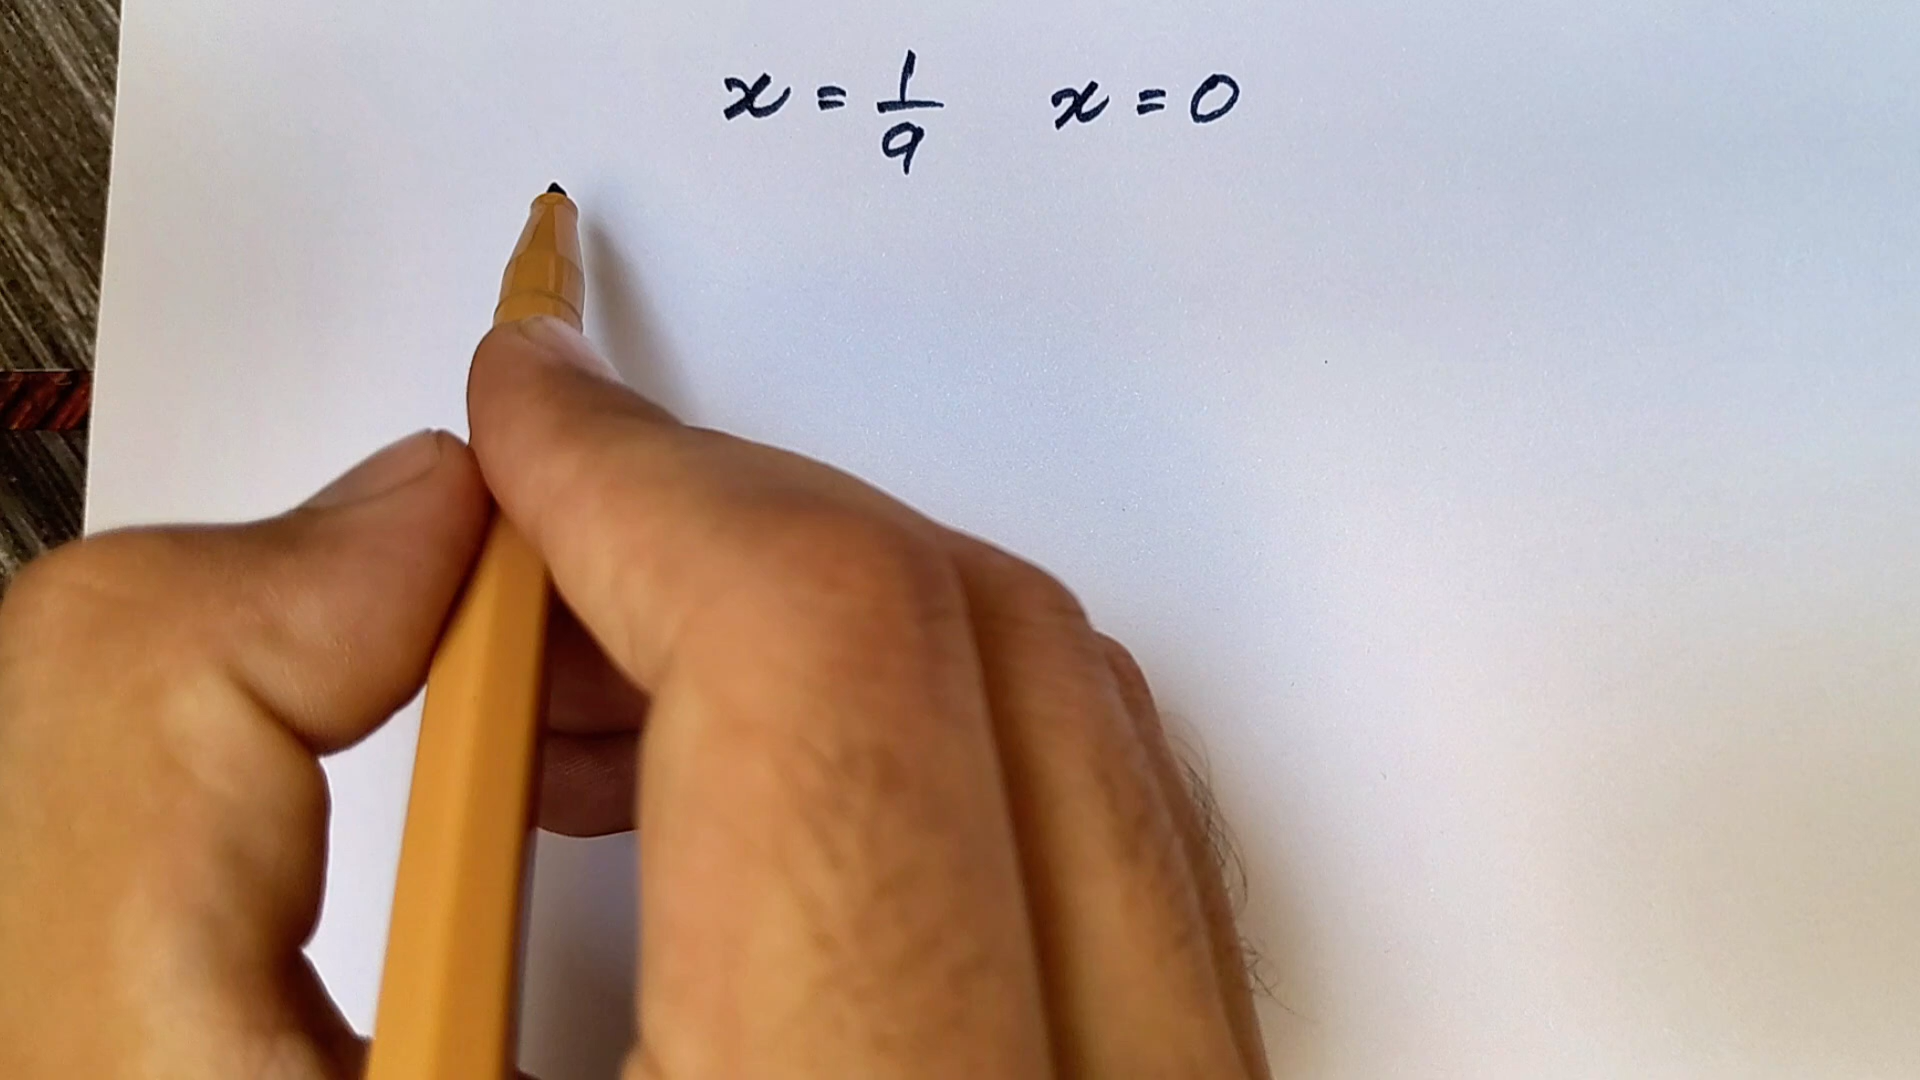 x = 1/9 x = 0